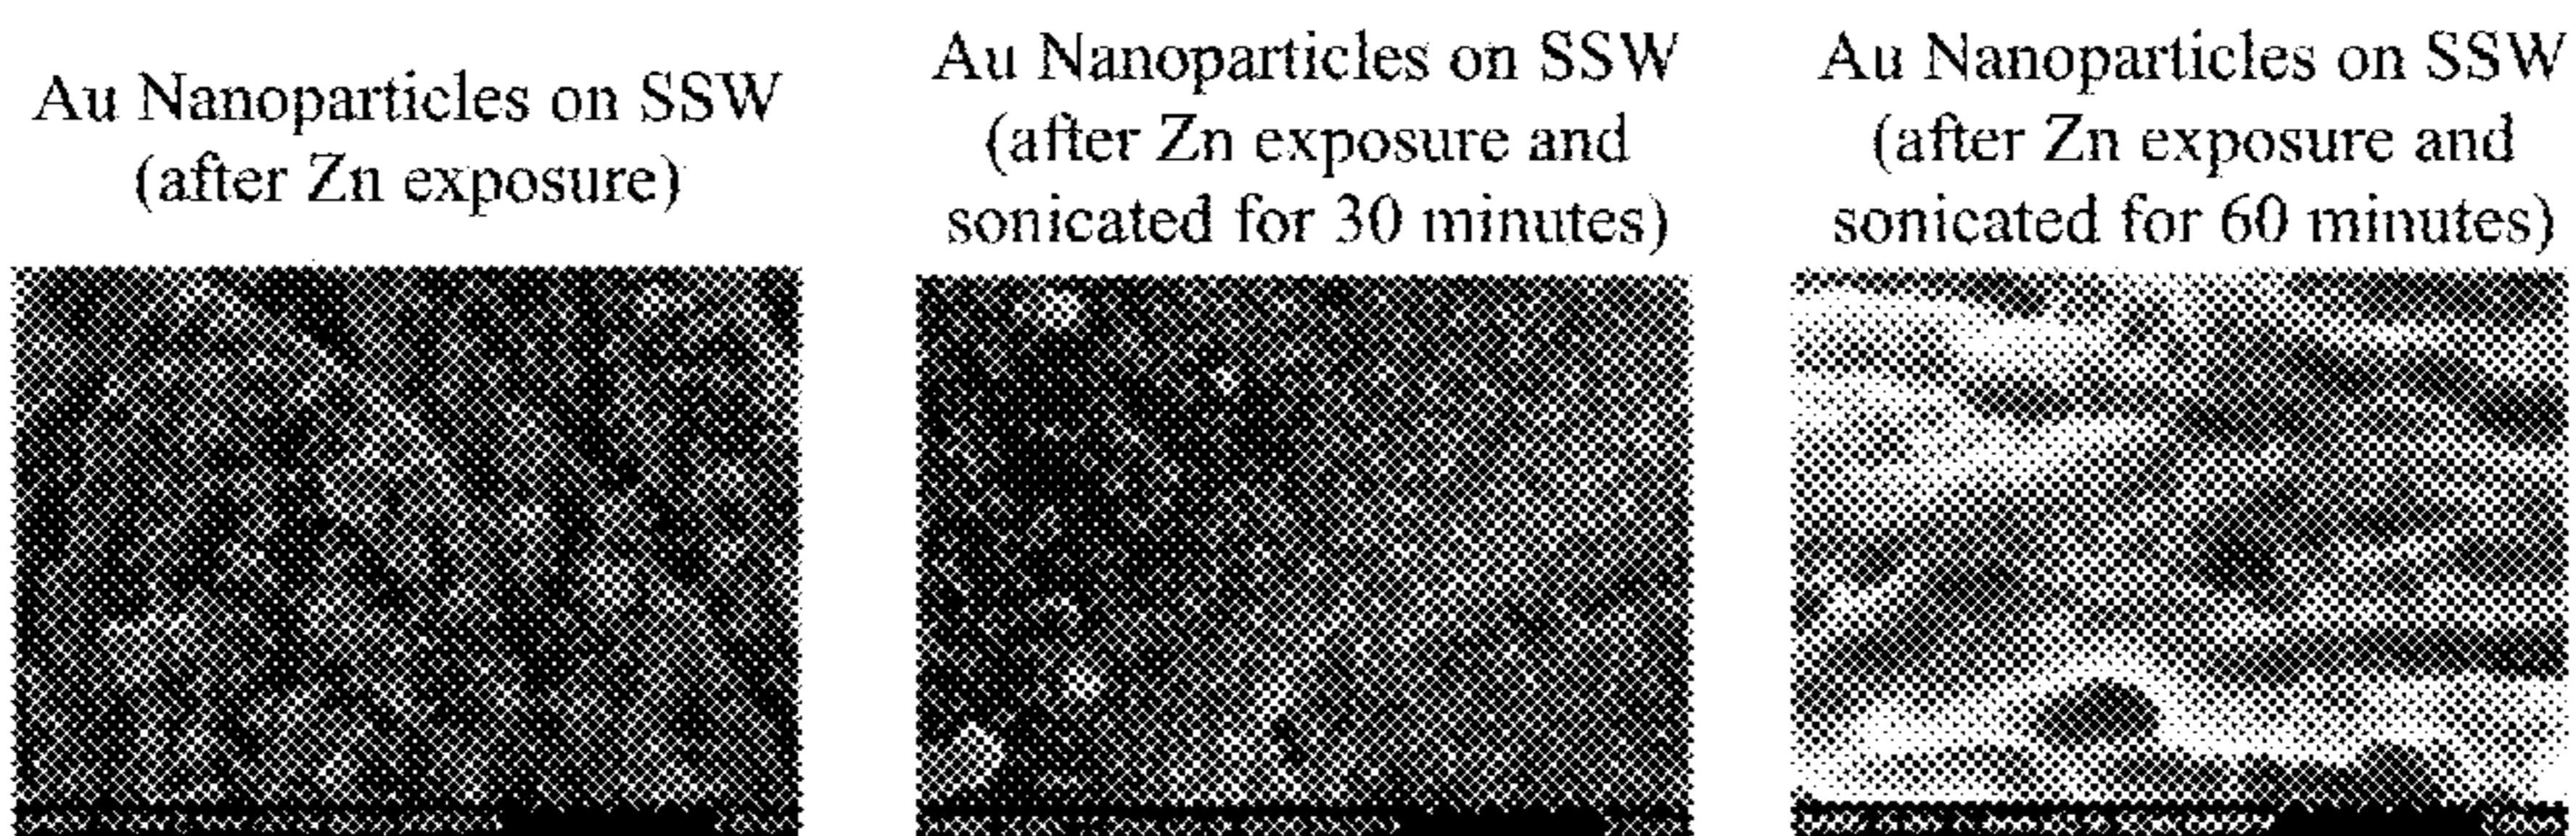 Au Nanoparticles on SSW
(after Zn exposure)
Au Nanoparticles on SSW
(after Zn exposure and
sonicated for 30 minutes)
Au Nanoparticles on SSW
(after Zn exposure and
sonicated for 60 minutes)